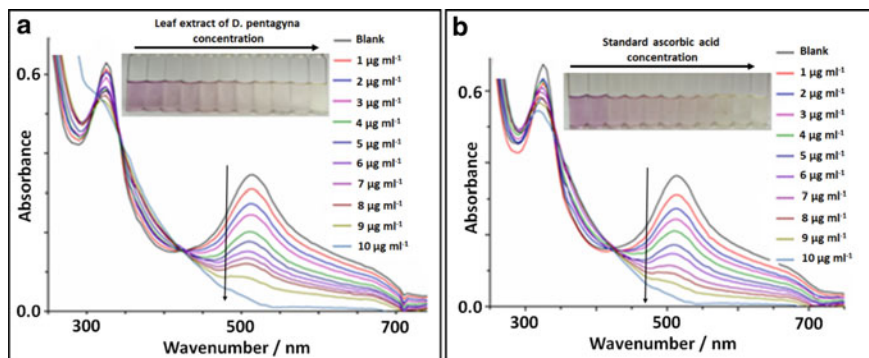 a
Leaf extract of D. pentagyna
concentration
0.6
Absorbance
0.0
300
500
700
Wavenumber / nm
Blank
1 µg ml-1
2 µg ml-1
3 µg ml-1
4 µg ml-1
5 µg ml-1
6 µg ml-1
7 µg ml-1
8 µg ml-1
9 µg ml-1
10 µg ml-1
b
Standard ascorbic acid
concentration
0.6
Absorbance
0.0
300
500
700
Wavenumber / nm
Blank
1 µg ml-1
2 µg ml-1
3 µg ml-1
4 µg ml-1
5 µg ml-1
6 µg ml-1
7 µg ml-1
8 µg ml-1
9 µg ml-1
10 µg ml-1